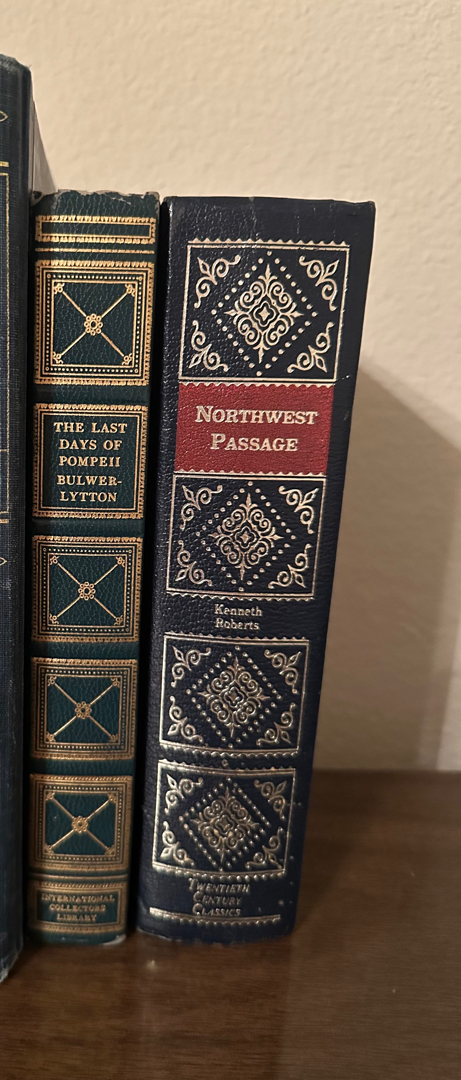 THE LAST
DAYS OF
POMPEII
BULWER-
LYTTON
INTERNATIONAL
COLLECTORS
LIBRARY
NORTHWEST
PASSAGE
Kenneth
Roberts
TWENTIETH
CENTURY
CLASSICS